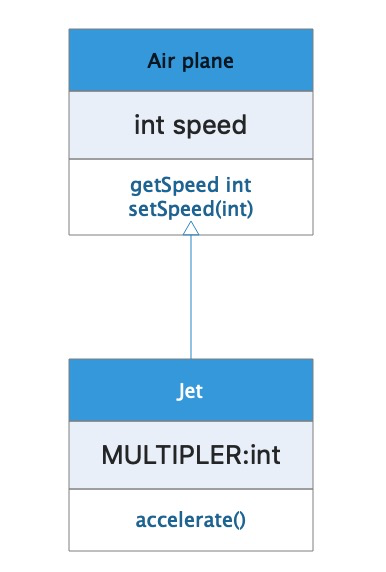 Air plane
int speed
getSpeed int
setSpeed(int)
Jet
MULTIPLER:int
accelerate()